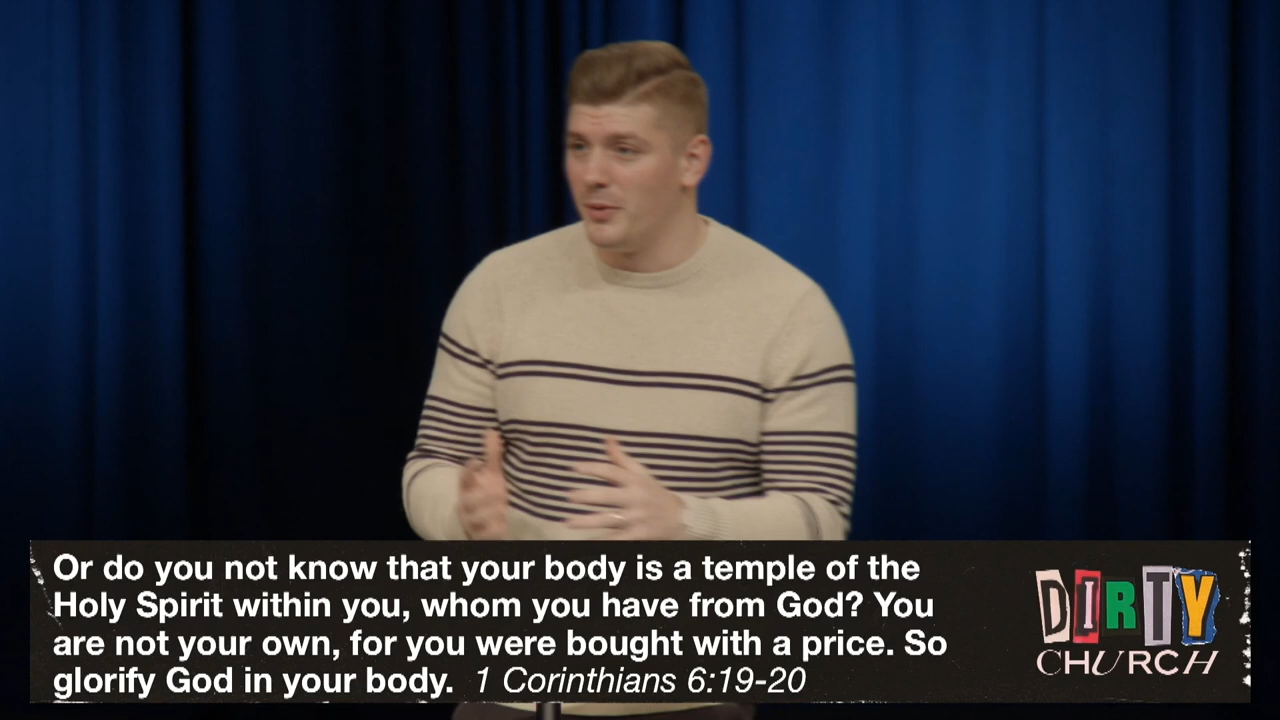 Or do you not know that your body is a temple of the
Holy Spirit within you, whom you have from God? You
are not your own, for you were bought with a price. So
glorify God in your body. 1 Corinthians 6:19-20
DIRTY
CHURCH